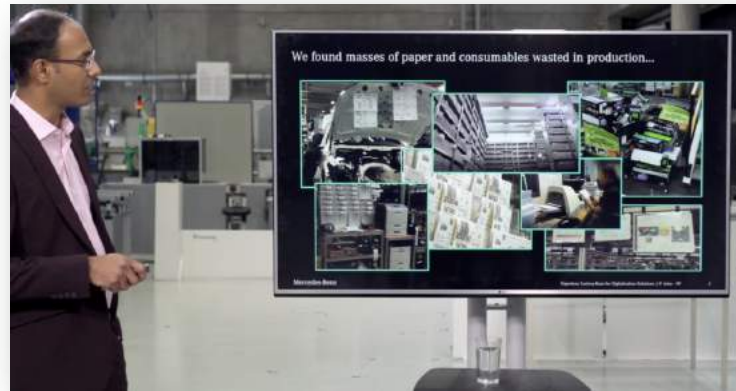 We found masses of paper and consumables wasted in production...
Mercedes-Benz